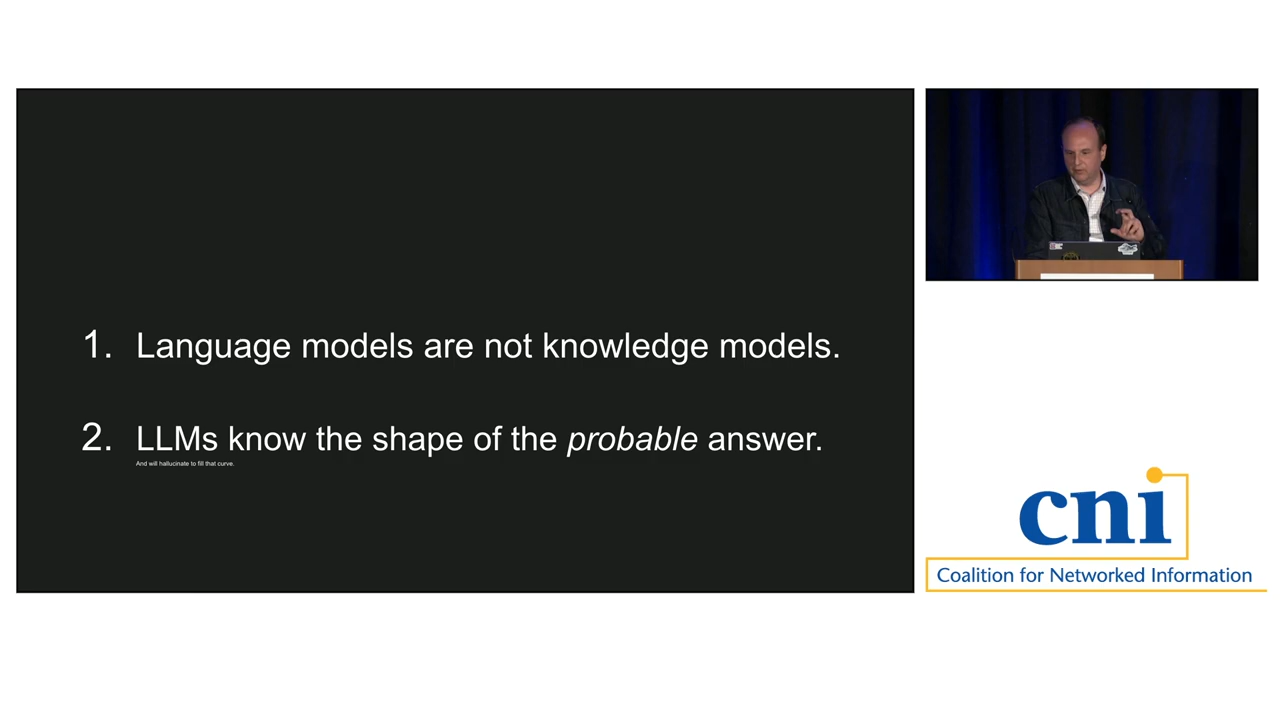 1. Language models are not knowledge models.
2. LLMs know the shape of the probable answer.
And will hallucinate to fill that curve.
cni
Coalition for Networked Information